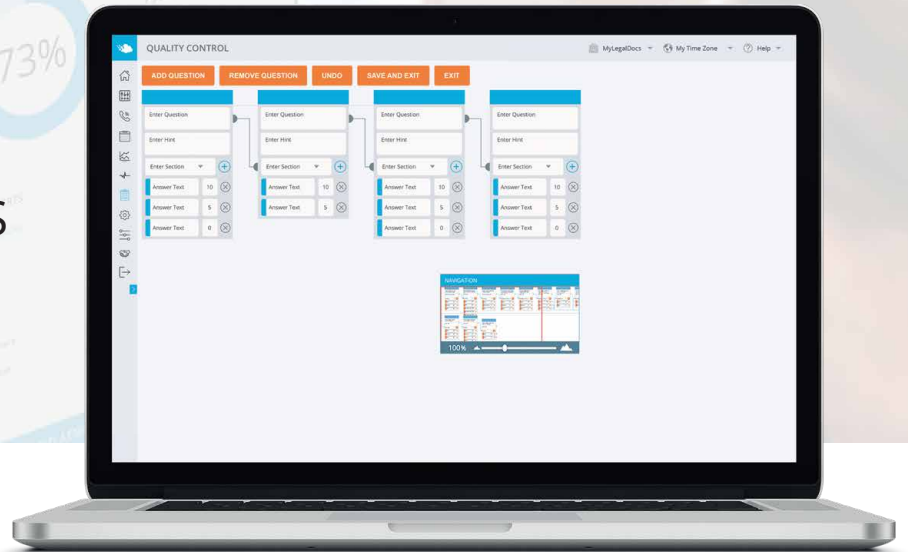 73%
s
QUALITY CONTROL
MyLegalDocs
My Time Zone
Help
ADD QUESTION REMOVE QUESTION UNDO SAVE AND EXIT EXIT
Enter Question Enter Question Enter Question Enter Question
Enter Hint Enter Hint Enter Hint Enter Hint
Enter Section Enter Section Enter Section Enter Section
Answer Text 10 Answer Text 10 Answer Text 10 Answer Text 10
Answer Text 5 Answer Text 5 Answer Text 5 Answer Text 5
Answer Text 0 Answer Text 0 Answer Text 0
NAVIGATION
100%